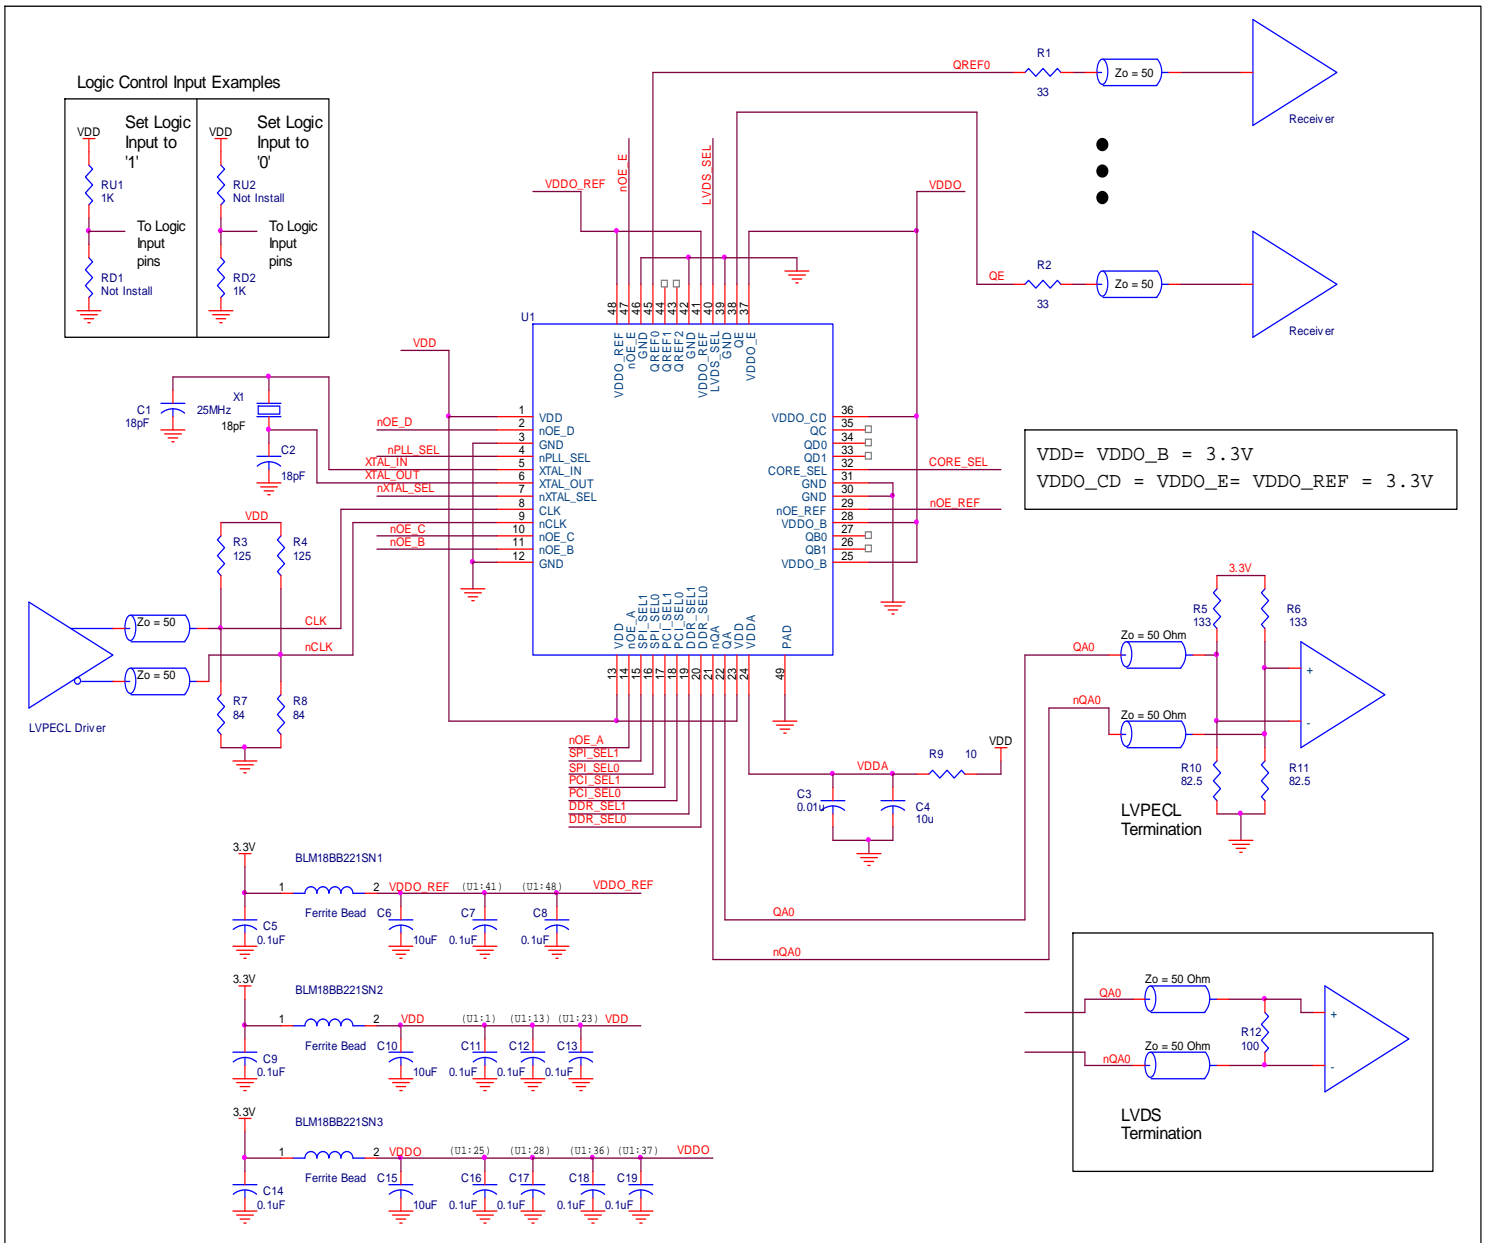 Logic Control Input Examples
VDD
Set Logic
Input to
'1'
RU1
1K
To Logic
Input
pins
RD1
Not Install
VDD
Set Logic
Input to
'0'
RU2
Not Install
To Logic
Input
pins
RD2
1K
QREF0
R1
33
Zo = 50
Receiver
VDDO_REF
nOE_E
LVDS_SEL
VDDO
QE
R2
33
Zo = 50
Receiver
U1
48
47
46
45
44
43
42
41
40
39
38
37
VDDO_REF
nOE_E
GND
QREF0
QREF1
QREF2
GND
VDDO_REF
LVDS_SEL
GND
QE
VDDO_E
VDD
C1
18pF
X1
25MHz
18pF
C2
18pF
nOE_D
nPLL_SEL
XTAL_IN
XTAL_OUT
nXTAL_SEL
nOE_C
nOE_B
1 VDD
2 nOE_D
3 GND
4 nPLL_SEL
5 XTAL_IN
6 XTAL_OUT
7 nXTAL_SEL
8 CLK
9 nCLK
10 nOE_C
11 nOE_B
12 GND
VDDO_CD 36
QC 35
QD0 34
QD1 33
CORE_SEL 32
GND 31
GND 30
nOE_REF 29
VDDO_B 28
QB0 27
QB1 26
VDDO_B 25
CORE_SEL
nOE_REF
VDD= VDDO_B = 3.3V
VDDO_CD = VDDO_E= VDDO_REF = 3.3V
VDD
R3
125
R4
125
Zo = 50
CLK
Zo = 50
nCLK
R7
84
R8
84
LVPECL Driver
VDD
nOE_A
SPI_SEL1
SPI_SEL0
PCI_SEL1
PCI_SEL0
DDR_SEL1
DDR_SEL0
nQA
QA
VDD
VDDA
PAD
13
14
15
16
17
18
19
20
21
22
23
24
49
nOE_A
SPI_SEL1
SPI_SEL0
PCI_SEL1
PCI_SEL0
DDR_SEL1
DDR_SEL0
VDDA
R9 10
VDD
C3
0.01u
C4
10u
3.3V
R5
133
R6
133
QA0
Zo = 50 Ohm
nQA0
Zo = 50 Ohm
+
-
R10
82.5
R11
82.5
LVPECL
Termination
QA0
nQA0
3.3V
BLM18BB221SN1
1
2
Ferrite Bead
VDDO_REF
(U1:41)
(U1:48)
VDDO_REF
C5
0.1uF
C6
10uF
C7
0.1uF
C8
0.1uF
3.3V
BLM18BB221SN2
1
2
Ferrite Bead
VDD
(U1:1)
(U1:13)
(U1:23)
VDD
C9
0.1uF
C10
10uF
C11
0.1uF
C12
0.1uF
C13
0.1uF
3.3V
BLM18BB221SN3
1
2
Ferrite Bead
VDDO
(U1:25)
(U1:28)
(U1:36)
(U1:37)
VDDO
C14
0.1uF
C15
10uF
C16
0.1uF
C17
0.1uF
C18
0.1uF
C19
0.1uF
Zo = 50 Ohm
QA0
R12
100
Zo = 50 Ohm
nQA0
+
-
LVDS
Termination